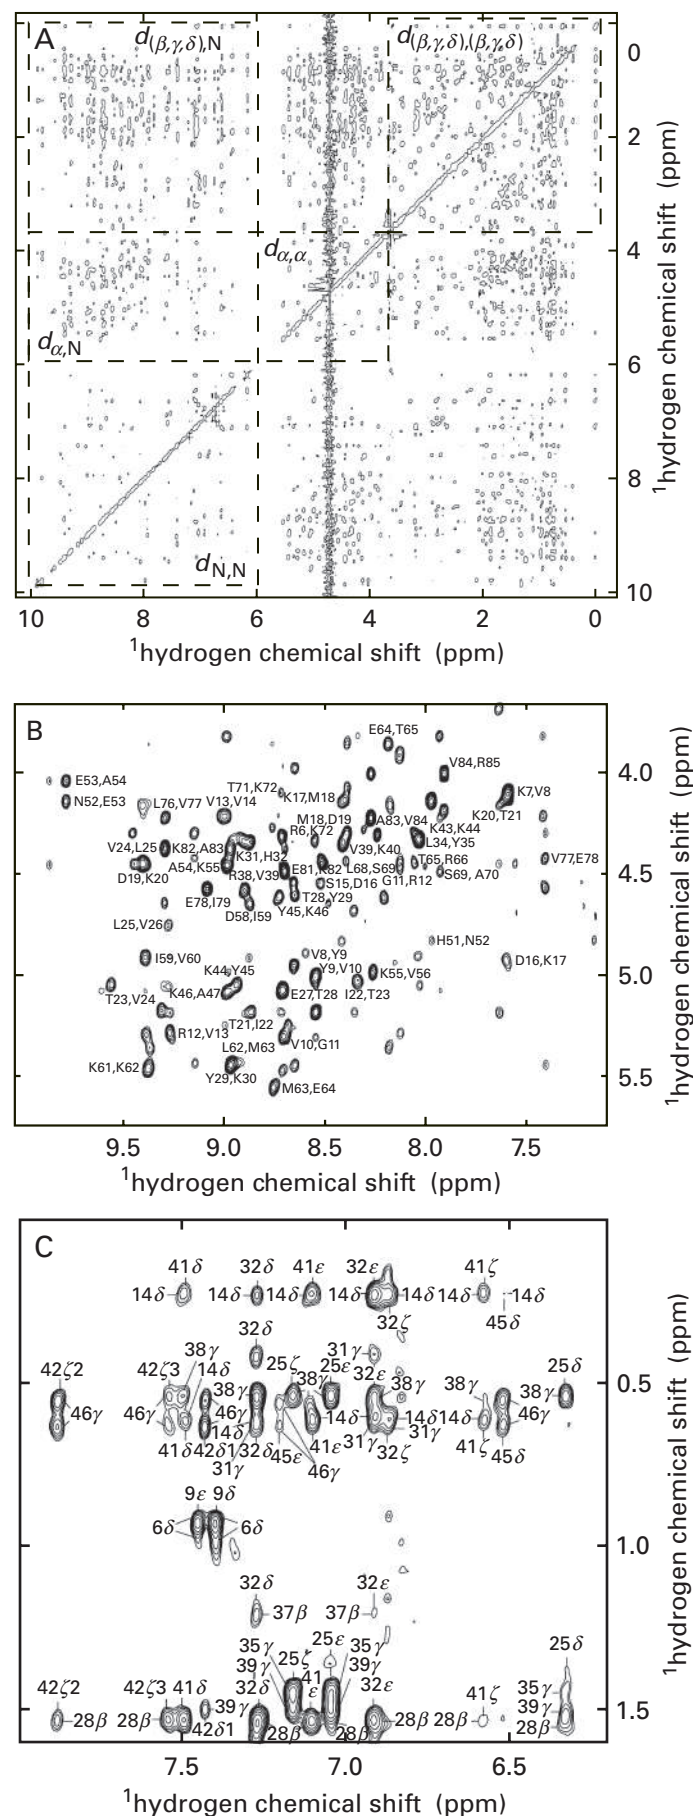 A
d(β,γ,δ),N
d(β,γ,δ),(β,γ,δ)
dα,α
dα,N
dN,N
0
2
4
6
8
10
1hydrogen chemical shift (ppm)
10 8 6 4 2 0
1hydrogen chemical shift (ppm)
B
E64,T65
E53,A54
V84,R85
T71,K72
K17,M18
K7,V8
N52,E53
L76,V77
V13,V14
M18,D19
A83,V84
K20,T21
R6,K72
K43,K44
V24,L25
K82,A83
K31,H32
V39,K40
L34,Y35
A54,K55
R38,V39
E81,K82
L68,S69
T65,R66
V77,E78
D19,K20
S15,D16
G11,R12
S69, A70
E78,I79
T28,Y29
D58,I59
Y45,K46
L25,V26
H51,N52
I59,V60
V8,Y9
D16,K17
K44,Y45
Y9,V10
K55,V56
T23,V24
K46,A47
E27,T28
I22,T23
T21,I22
R12,V13
V10,G11
L62,M63
K61,K62
Y29,K30
M63,E64
4.0
4.5
5.0
5.5
1hydrogen chemical shift (ppm)
9.5 9.0 8.5 8.0 7.5
1hydrogen chemical shift (ppm)
C
41δ 32δ 41ε 32ε 41ζ
14δ 14δ 14δ 14δ 14δ 14δ 14δ
32ζ 45δ
32δ 31γ
38γ 25ζ 25ε 25δ
42ζ2 42ζ3 14δ 38γ 38γ 32ε 38γ 38γ 38γ
46γ 46γ 46γ 14δ 14δ 14δ 46γ
14δ
41δ 42δ1 32δ 45ε 41ε 31γ 31γ 41ζ 45δ
31γ 46γ 32ζ
9ε 9δ
6δ 6δ
32δ 32ε
37β 37β
35γ 25ζ 25ε 35γ 25δ
42ζ2 42ζ3 41δ 32δ 39γ 41 39γ 32ε 41ζ 35γ
39γ ε 39γ
28β 28β 42δ1 28β 28β 28β 28β 28β
0.5
1.0
1.5
1hydrogen chemical shift (ppm)
7.5 7.0 6.5
1hydrogen chemical shift (ppm)